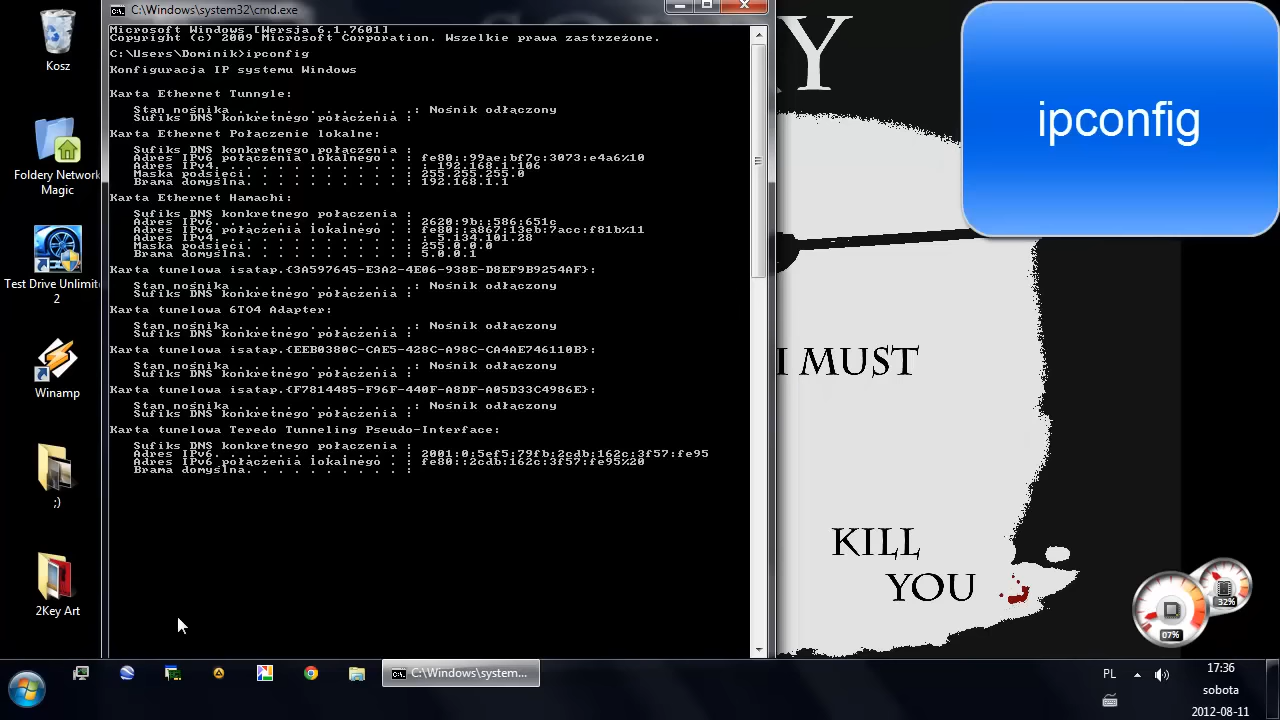 Kosz
Foldery Network
Magic
Test Drive Unlimit
2
Winamp
;)
2Key Art
C:\Windows\system32\cmd.exe
Microsoft Windows [Wersja 6.1.7601]
Copyright (c) 2009 Microsoft Corporation. Wszelkie prawa zastrzeżone.
C:\Users\Dominik>ipconfig
Konfiguracja IP systemu Windows
Karta Ethernet Tunngle:
Stan nośnika . . . . . . . . . . . .: Nośnik odłączony
Sufiks DNS konkretnego połączenia :
Karta Ethernet Połączenie lokalne:
Sufiks DNS konkretnego połączenia :
Adres IPv6 połączenia lokalnego . : fe80::99ae:bf7c:3073:e4a6%10
Adres IPv4. . . . . . . . . . . . . : 192.168.1.106
Maska podsieci. . . . . . . . . . : 255.255.255.0
Brama domyślna. . . . . . . . . . : 192.168.1.1
Karta Ethernet Hamachi:
Sufiks DNS konkretnego połączenia :
Adres IPv6. . . . . . . . . . . . : 2620:9b::586:651c
Adres IPv6 połączenia lokalnego . : fe80::a867:13eb:7acc:f81b%11
Adres IPv4. . . . . . . . . . . . . : 5.134.101.28
Maska podsieci. . . . . . . . . . : 255.0.0.0
Brama domyślna. . . . . . . . . . : 5.0.0.1
Karta tunelowa isatap.{3A597645-E3A2-4E06-938E-D8EF9B9254AF}:
Stan nośnika . . . . . . . . . . . .: Nośnik odłączony
Sufiks DNS konkretnego połączenia :
Karta tunelowa 6TO4 Adapter:
Stan nośnika . . . . . . . . . . . .: Nośnik odłączony
Sufiks DNS konkretnego połączenia :
Karta tunelowa isatap.{EEB0380C-CAE5-428C-A98C-CA4AE746110B}:
Stan nośnika . . . . . . . . . . . .: Nośnik odłączony
Sufiks DNS konkretnego połączenia :
Karta tunelowa isatap.{F7814485-F96F-440F-A8DF-A05D33C4986E}:
Stan nośnika . . . . . . . . . . . .: Nośnik odłączony
Sufiks DNS konkretnego połączenia :
Karta tunelowa Teredo Tunneling Pseudo-Interface:
Sufiks DNS konkretnego połączenia :
Adres IPv6. . . . . . . . . . . . : 2001:0:5ef5:79fb:2cdb:162c:3f57:fe95
Adres IPv6 połączenia lokalnego . : fe80::2cdb:162c:3f57:fe95%20
Brama domyślna. . . . . . . . . . :
ipconfig
I MUST
KILL
YOU
32%
07%
C:\Windows\system...
PL
17:36
sobota
2012-08-11